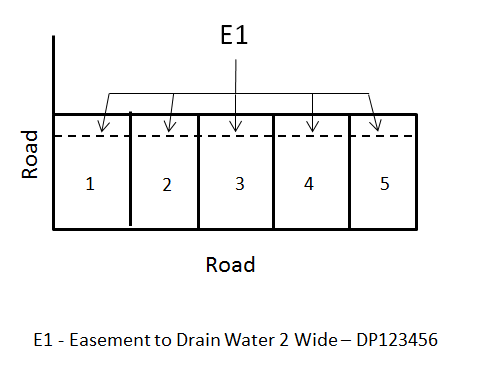 E1
Road
1 2 3 4 5
Road
E1 - Easement to Drain Water 2 Wide – DP123456